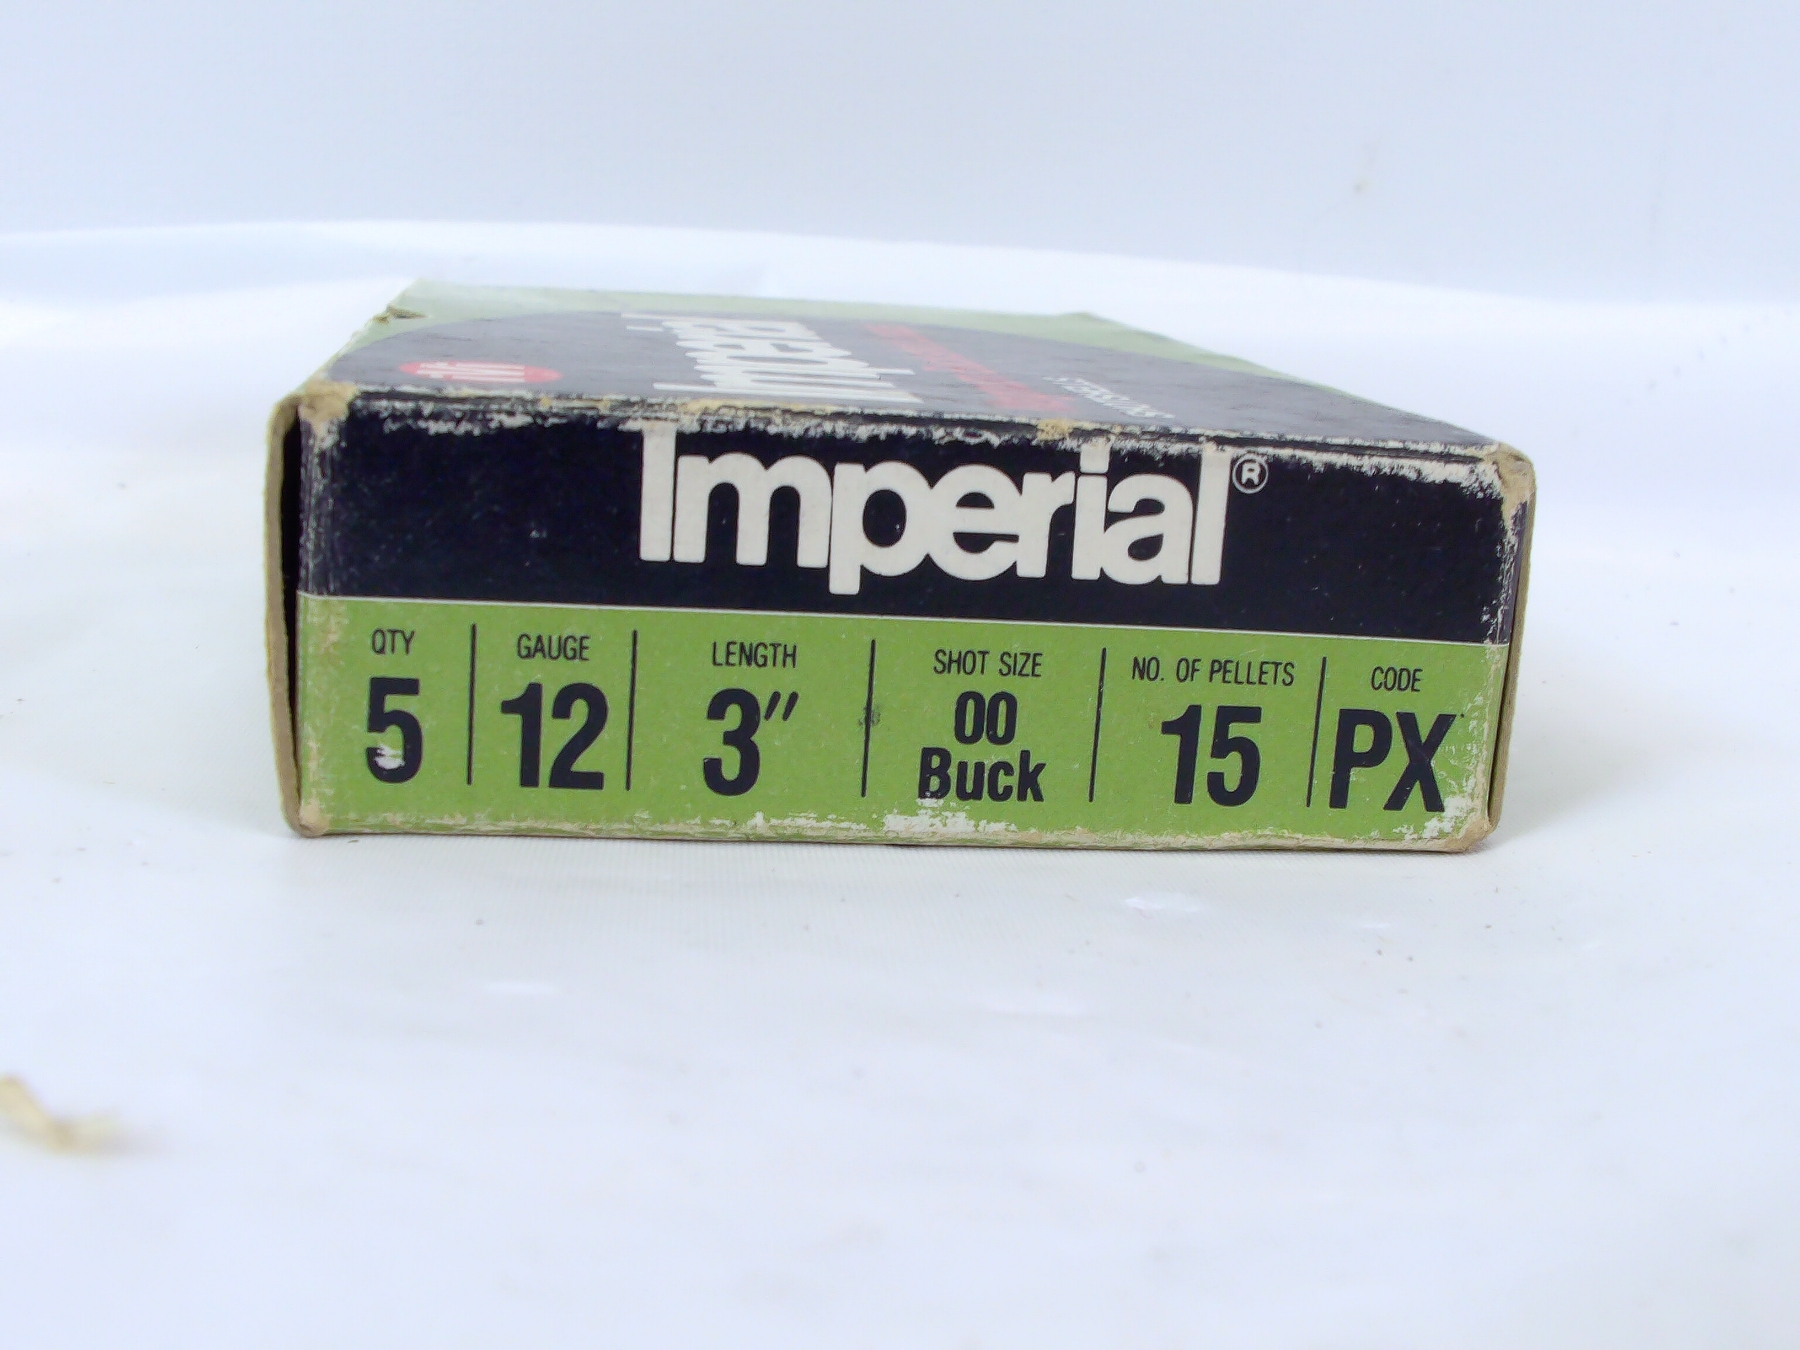 Imperial®
QTY GAUGE LENGTH SHOT SIZE NO. OF PELLETS CODE
5 12 3" 00 Buck 15 PX